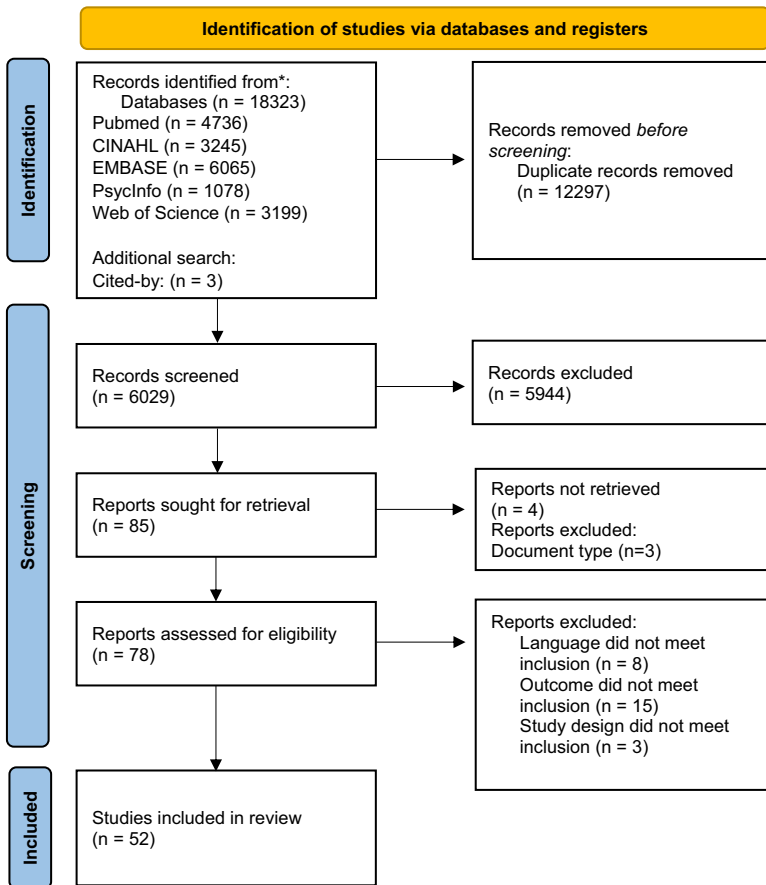 Identification of studies via databases and registers
Identification
Records identified from*:
Databases (n = 18323)
Pubmed (n = 4736)
CINAHL (n = 3245)
EMBASE (n = 6065)
PsycInfo (n = 1078)
Web of Science (n = 3199)
Additional search:
Cited-by: (n = 3)
Records removed before
screening:
Duplicate records removed
(n = 12297)
Screening
Records screened
(n = 6029)
Records excluded
(n = 5944)
Reports sought for retrieval
(n = 85)
Reports not retrieved
(n = 4)
Reports excluded:
Document type (n=3)
Reports assessed for eligibility
(n = 78)
Reports excluded:
Language did not meet
inclusion (n = 8)
Outcome did not meet
inclusion (n = 15)
Study design did not meet
inclusion (n = 3)
Included
Studies included in review
(n = 52)